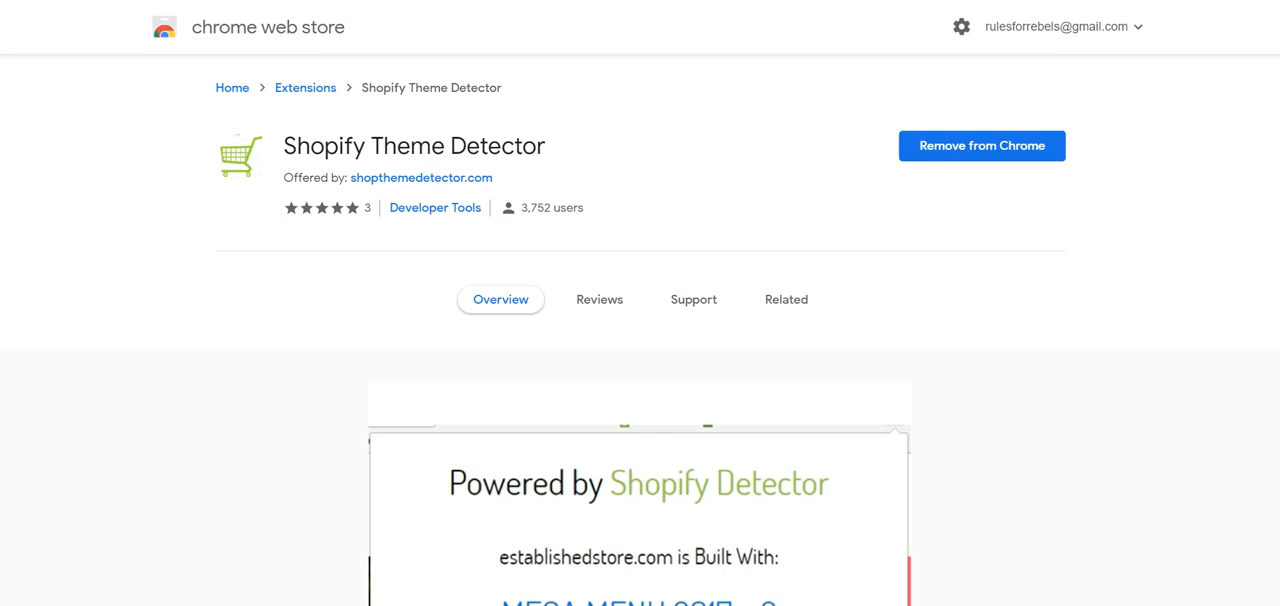 chrome web store
rulesforrebels@gmail.com
Home > Extensions > Shopify Theme Detector
Shopify Theme Detector
Remove from Chrome
Offered by: shopthemedetector.com
3 Developer Tools 3,752 users
Overview Reviews Support Related
Powered by Shopify Detector
establishedstore.com is Built With: